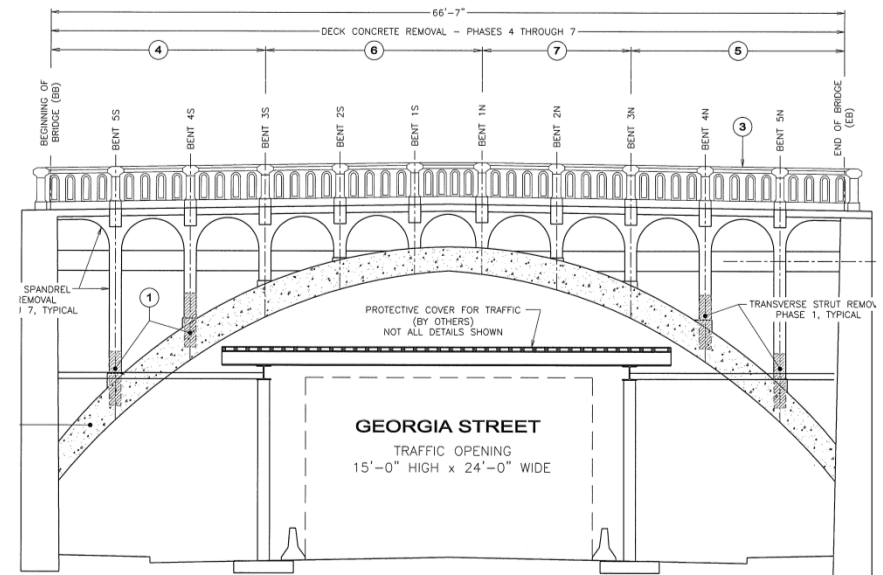 66'-7"
DECK CONCRETE REMOVAL - PHASES 4 THROUGH 7
4
6
7
5
BEGINNING OF
BRIDGE (BB)
BENT 5S
BENT 4S
BENT 3S
BENT 2S
BENT 1S
BENT 1N
BENT 2N
BENT 3N
BENT 4N
BENT 5N
END OF BRIDGE
(EB)
3
SPANDREL
REMOVAL
7, TYPICAL
1
PROTECTIVE COVER FOR TRAFFIC
(BY OTHERS)
NOT ALL DETAILS SHOWN
TRANSVERSE STRUT REMOV
PHASE 1, TYPICAL
GEORGIA STREET
TRAFFIC OPENING
15'-0" HIGH x 24'-0" WIDE